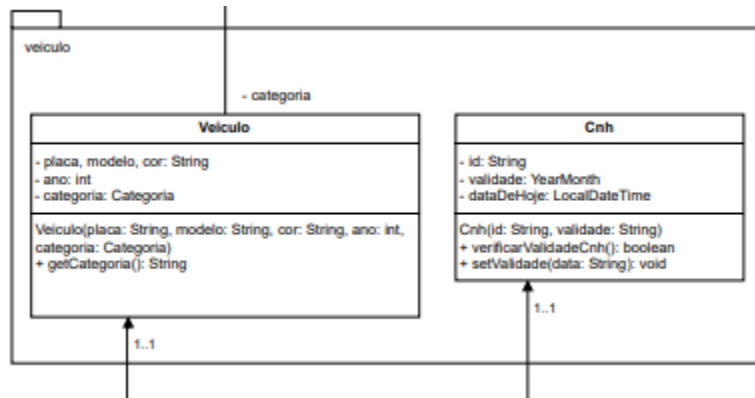 veiculo
- categoria
Veiculo
- placa, modelo, cor: String
- ano: int
- categoria: Categoria
Veiculo(placa: String, modelo: String, cor: String, ano: int,
categoria: Categoria)
+ getCategoria(): String
1..1
Cnh
- id: String
- validade: YearMonth
- dataDeHoje: LocalDateTime
Cnh(id: String, validade: String)
+ verificarValidadeCnh(): boolean
+ setValidade(data: String): void
1..1